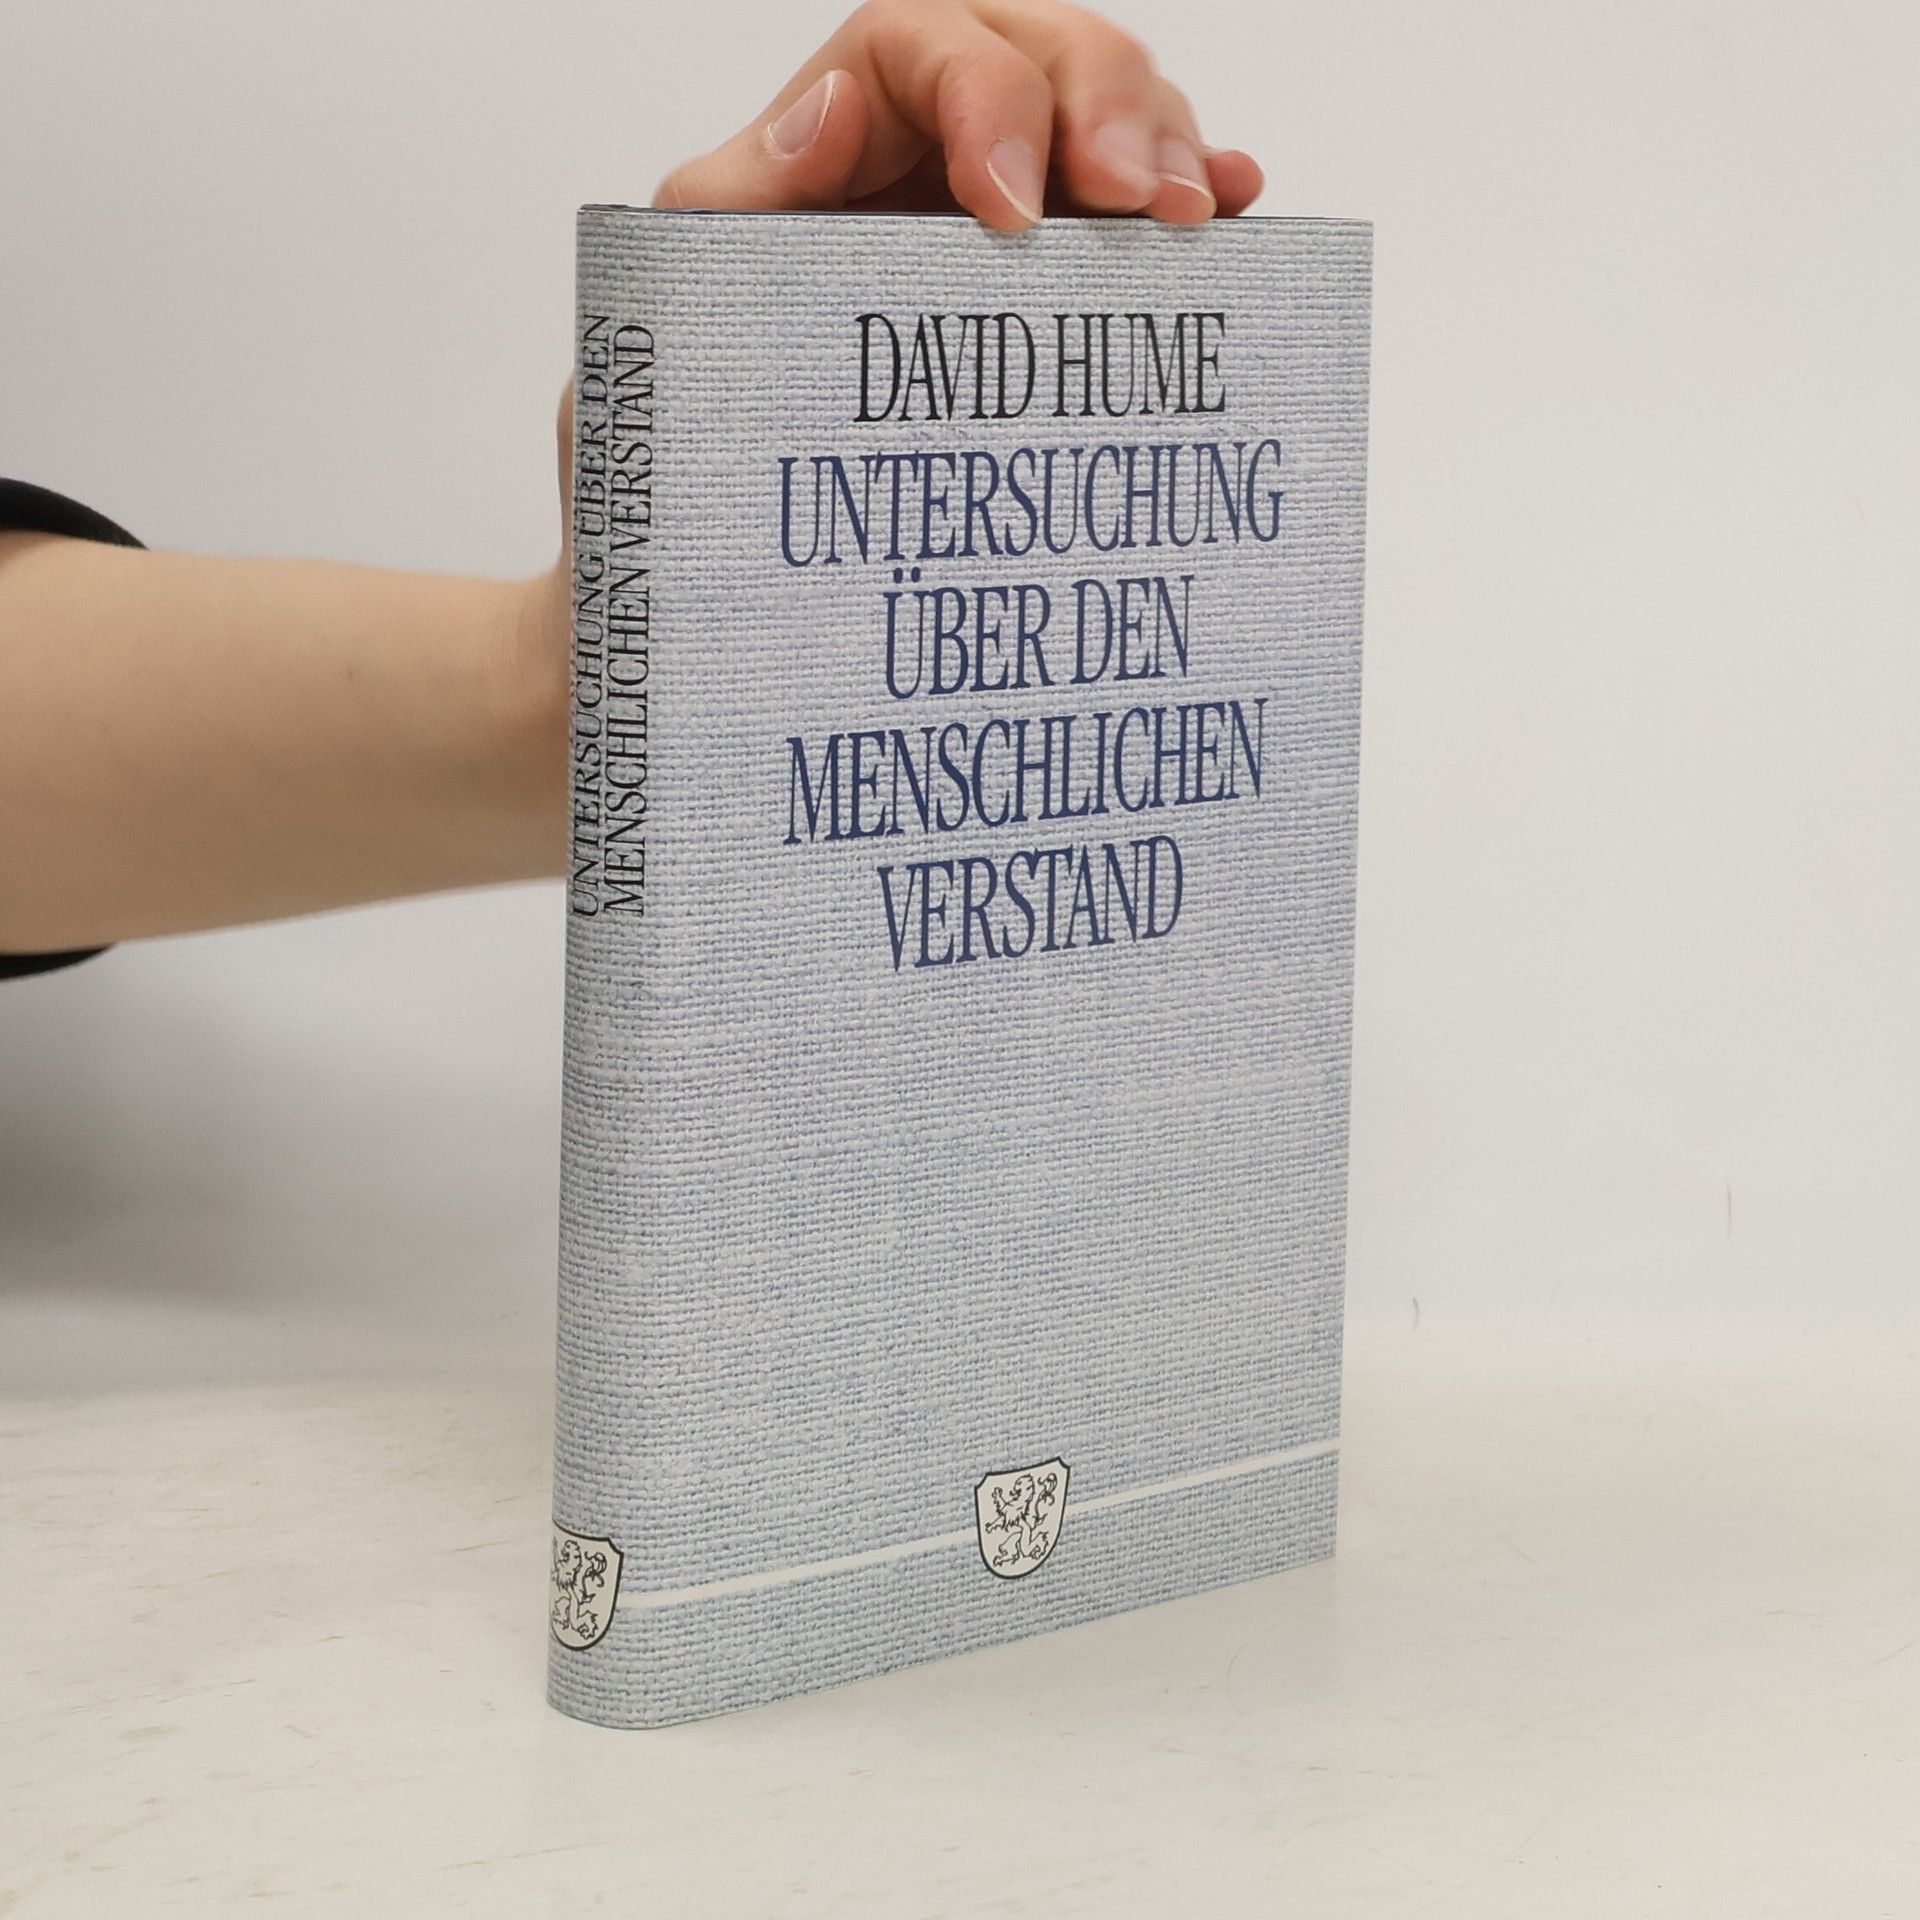 UNTERSUCHUNG ÜBER DEN
MENSCHLICHEN VERSTAND
DAVID HUME
UNTERSUCHUNG
ÜBER DEN
MENSCHLICHEN
VERSTAND